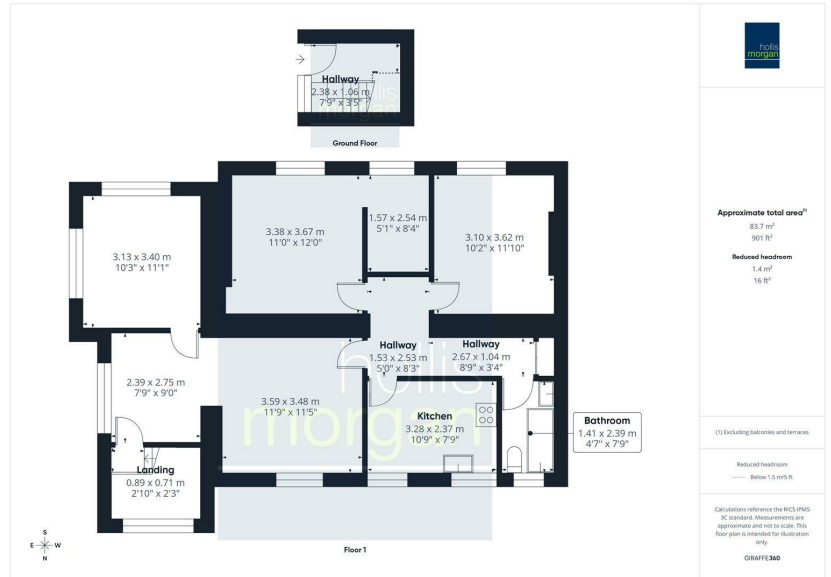 Hallway
2.38 x 1.06 m
7'9" x 3'5"
hollis
morgan
Ground Floor
3.13 x 3.40 m
10'3" x 11'1"
3.38 x 3.67 m
11'0" x 12'0"
1.57 x 2.54 m
5'1" x 8'4"
3.10 x 3.62 m
10'2" x 11'10"
2.39 x 2.75 m
7'9" x 9'0"
3.59 x 3.48 m
11'9" x 11'5"
Hallway
1.53 x 2.53 m
5'0" x 8'3"
Hallway
2.67 x 1.04 m
8'9" x 3'4"
Kitchen
3.28 x 2.37 m
10'9" x 7'9"
Bathroom
1.41 x 2.39 m
4'7" x 7'9"
Landing
0.89 x 0.71 m
2'10" x 2'3"
hollis
morgan
Floor 1
S
E W
N
hollis
morgan
Approximate total area(1)
83.7 m²
901 ft²
Reduced headroom
1.4 m²
16 ft²
(1) Excluding balconies and terraces
Reduced headroom
Below 1.5 m/5 ft
Calculations reference the RICS IPMS
3C standard. Measurements are
approximate and not to scale. This
floor plan is intended for illustration
only.
GIRAFFE360